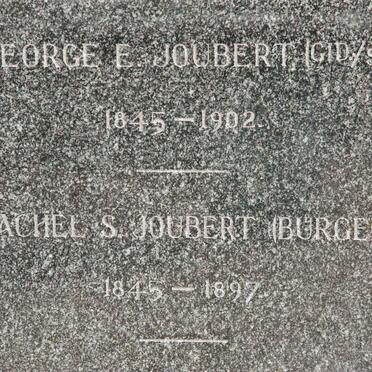 EORGE E. JOUBERT, (GID/S
1845 – 1902.
ACHEL S. JOUBERT (BURGE
1845 – 1897.